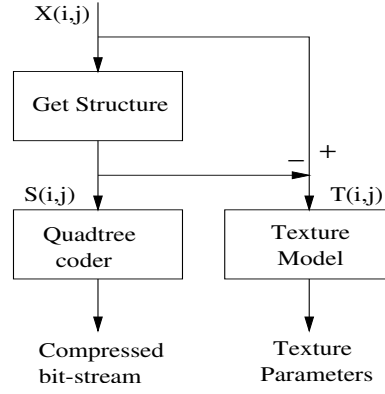 X(i,j)
Get Structure
− +
S(i,j) T(i,j)
Quadtree
coder
Texture
Model
Compressed
bit-stream
Texture
Parameters